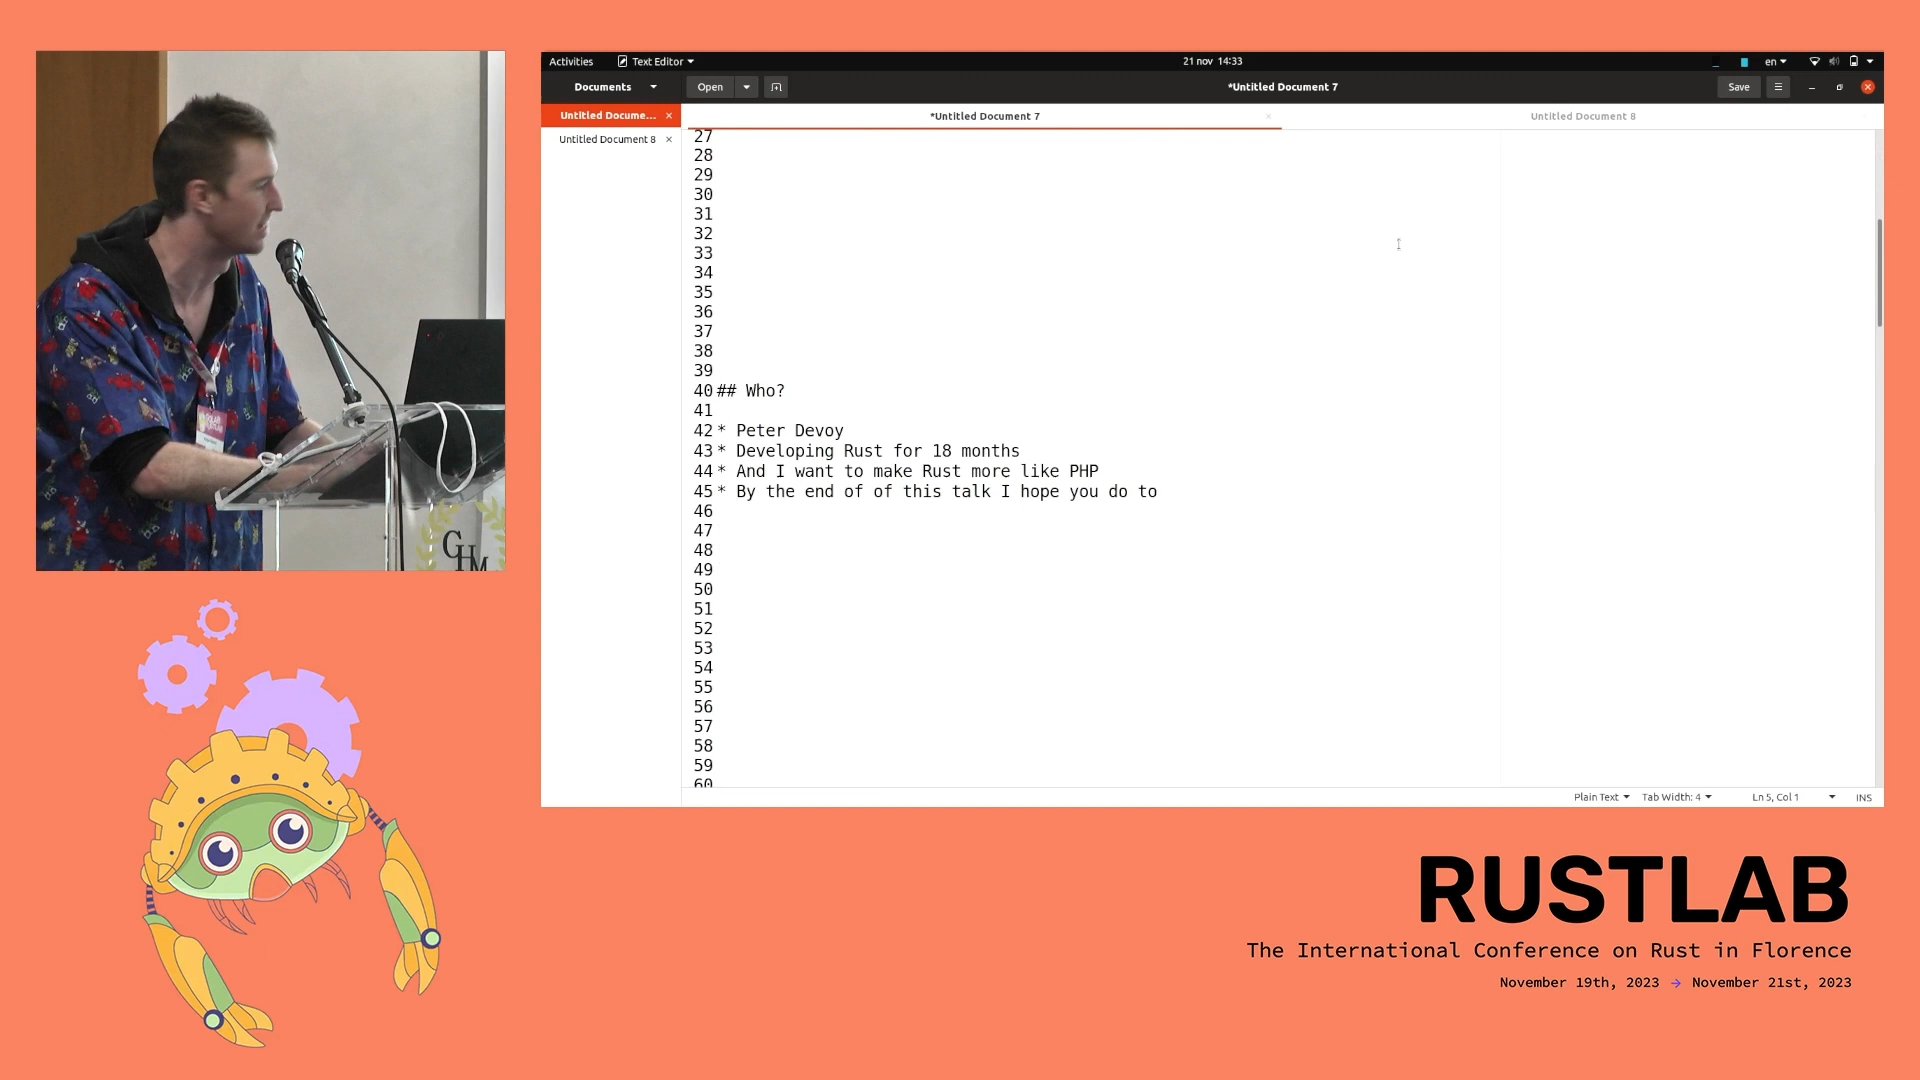 Activities
Text Editor
21 nov 14:33
en
Documents
Open
*Untitled Document 7
Save
Untitled Docume...
Untitled Document 8
*Untitled Document 7
Untitled Document 8
27
28
29
30
31
32
33
34
35
36
37
38
39
40 ## Who?
41
42 * Peter Devoy
43 * Developing Rust for 18 months
44 * And I want to make Rust more like PHP
45 * By the end of of this talk I hope you do to
46
47
48
49
50
51
52
53
54
55
56
57
58
59
60
Plain Text
Tab Width: 4
Ln 5, Col 1
INS
GHM
RUSTLAB
The International Conference on Rust in Florence
November 19th, 2023 → November 21st, 2023